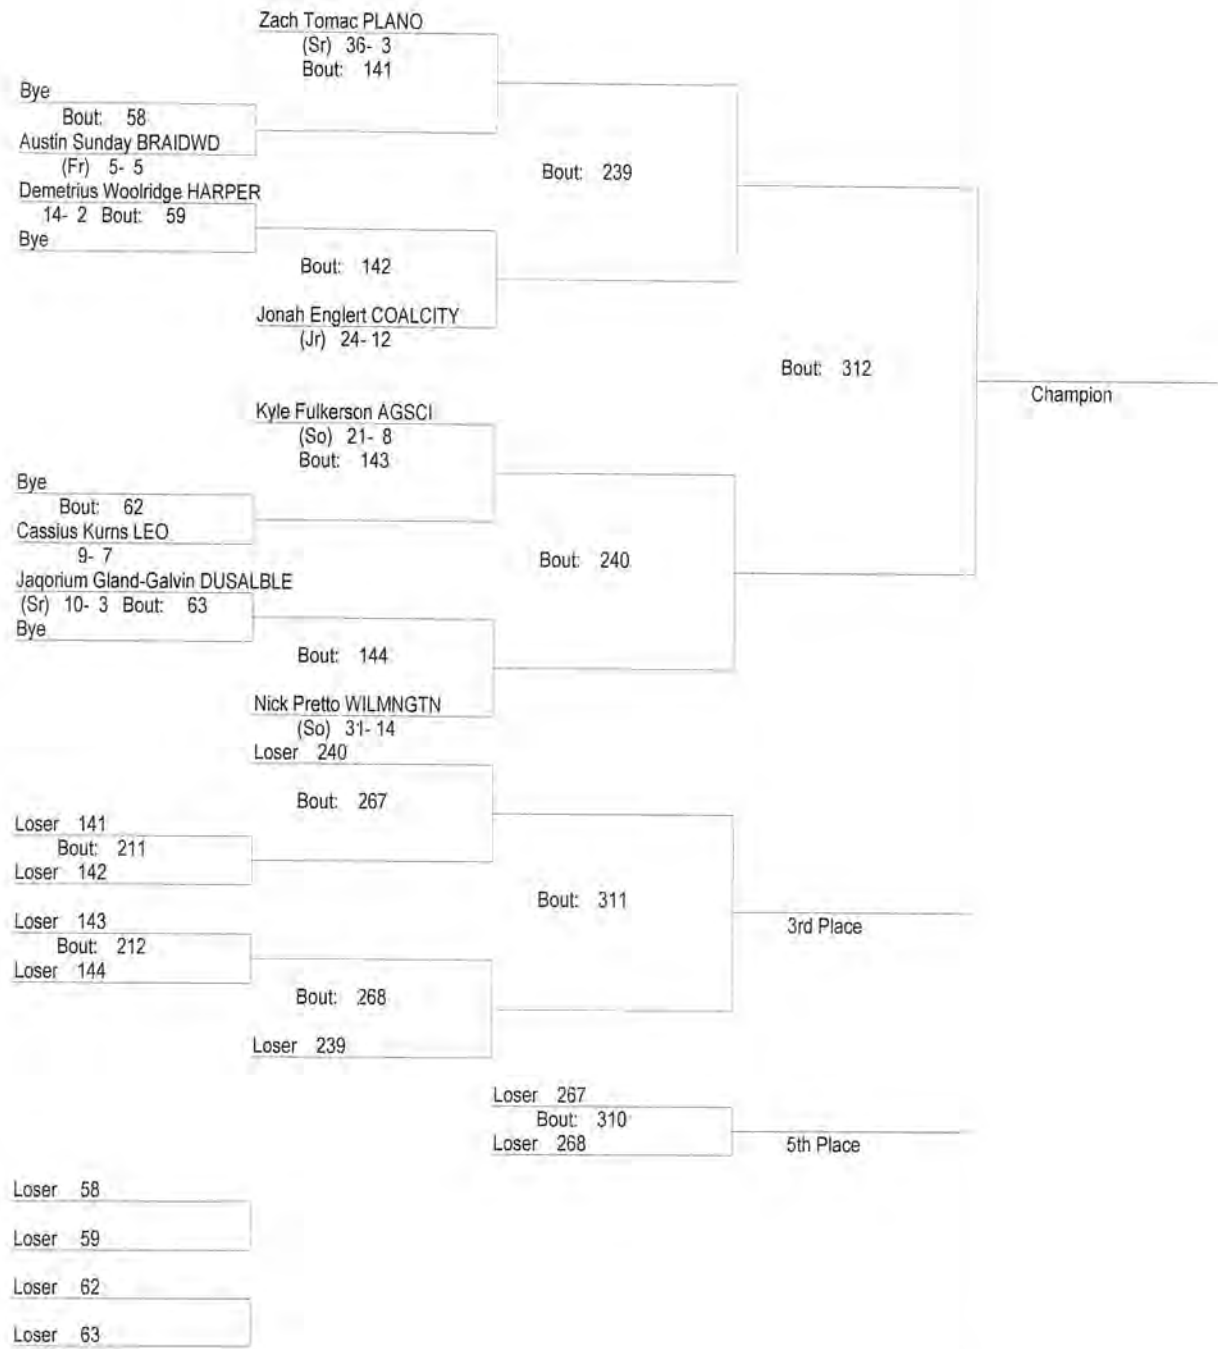 Zach Tomac PLANO
(Sr) 36- 3
Bout: 141
Bye
Bout: 58
Austin Sunday BRAIDWD
(Fr) 5- 5
Demetrius Woolridge HARPER
14- 2 Bout: 59
Bye
Bout: 239
Bout: 142
Jonah Englert COALCITY
(Jr) 24- 12
Bout: 312
Champion
Kyle Fulkerson AGSCI
(So) 21- 8
Bout: 143
Bye
Bout: 62
Cassius Kurns LEO
9- 7
Jaqorium Gland-Galvin DUSALBLE
(Sr) 10- 3 Bout: 63
Bye
Bout: 240
Bout: 144
Nick Pretto WILMNGTN
(So) 31- 14
Loser 240
Bout: 267
Loser 141
Bout: 211
Loser 142
Bout: 311
3rd Place
Loser 143
Bout: 212
Loser 144
Bout: 268
Loser 239
Loser 267
Bout: 310
Loser 268
5th Place
Loser 58
Loser 59
Loser 62
Loser 63